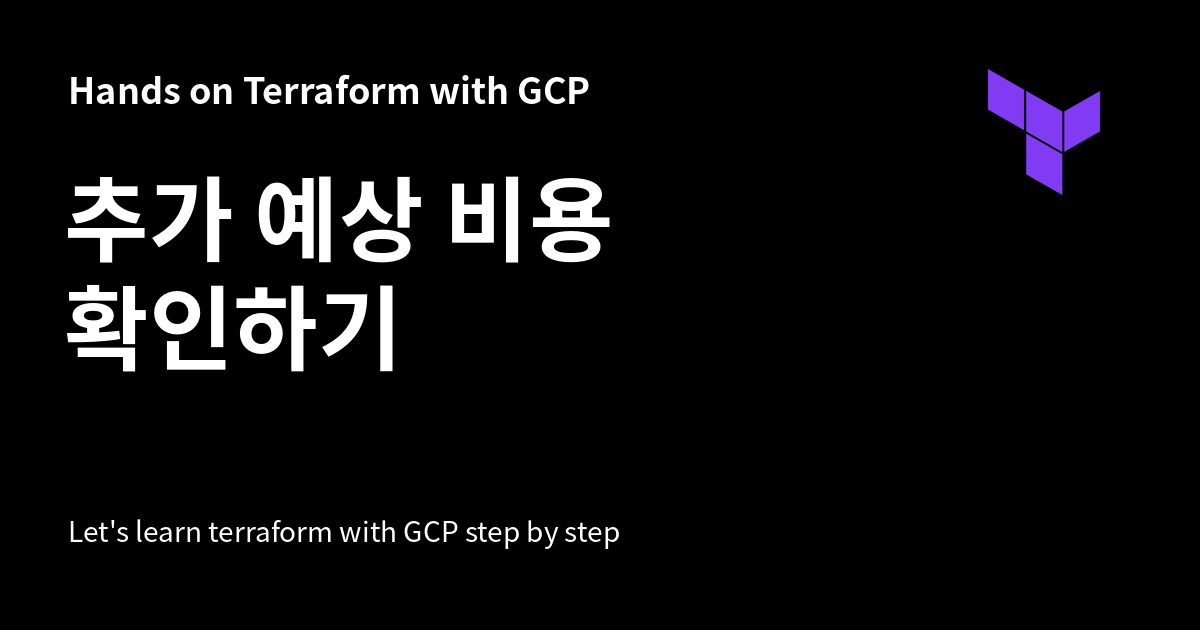 Hands on Terraform with GCP
추가 예상 비용
확인하기
Let's learn terraform with GCP step by step